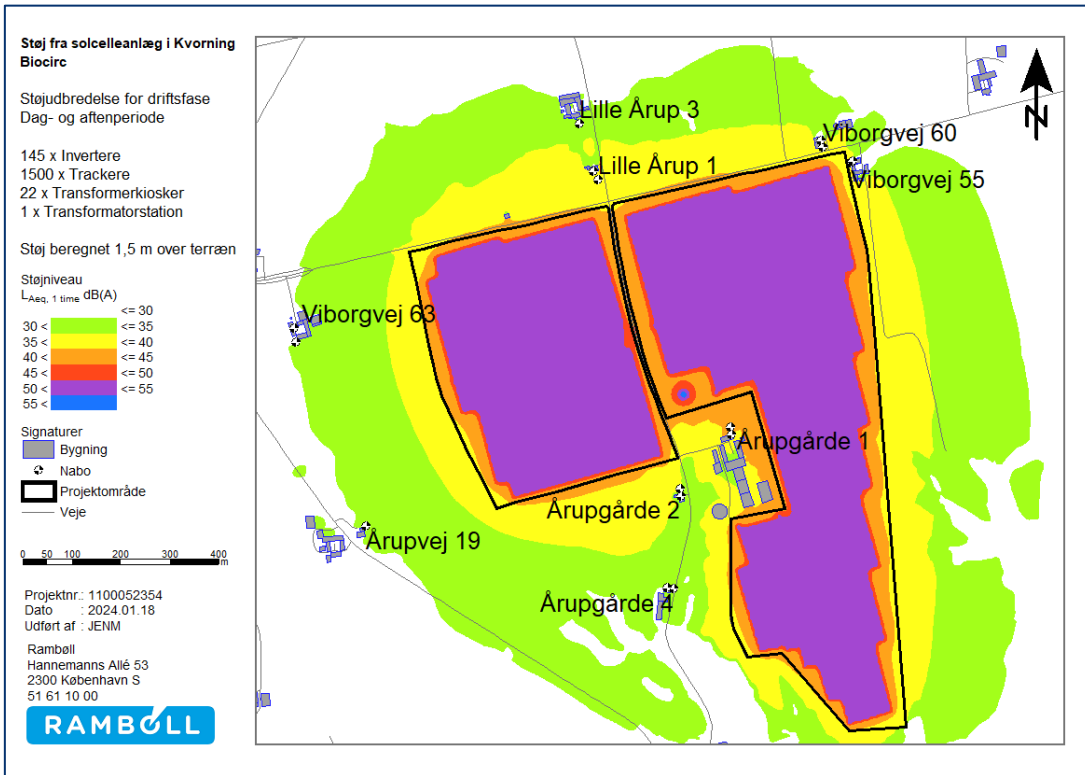 Støj fra solcelleanlæg i Kvorning
Biocirc
Støjudbredelse for driftsfase
Dag- og aftenperiode
145 x Invertere
1500 x Trackere
22 x Transformerkiosker
1 x Transformatorstation
Støj beregnet 1,5 m over terræn
Støjniveau
LAeq, 1 time dB(A)
<= 30
30 < <= 35
35 < <= 40
40 < <= 45
45 < <= 50
50 < <= 55
55 <
Signaturer
Bygning
Nabo
Projektområde
Veje
0 50 100 200 300 400
m
Projektnr.: 1100052354
Dato : 2024.01.18
Udført af : JENM
Rambøll
Hannemanns Allé 53
2300 København S
51 61 10 00
RAMBOLL
N
Lille Årup 3
Viborgvej 60
Lille Årup 1
Viborgvej 55
Viborgvej 63
Årupgårde 1
Årupgårde 2
Årupvej 19
Årupgårde 4